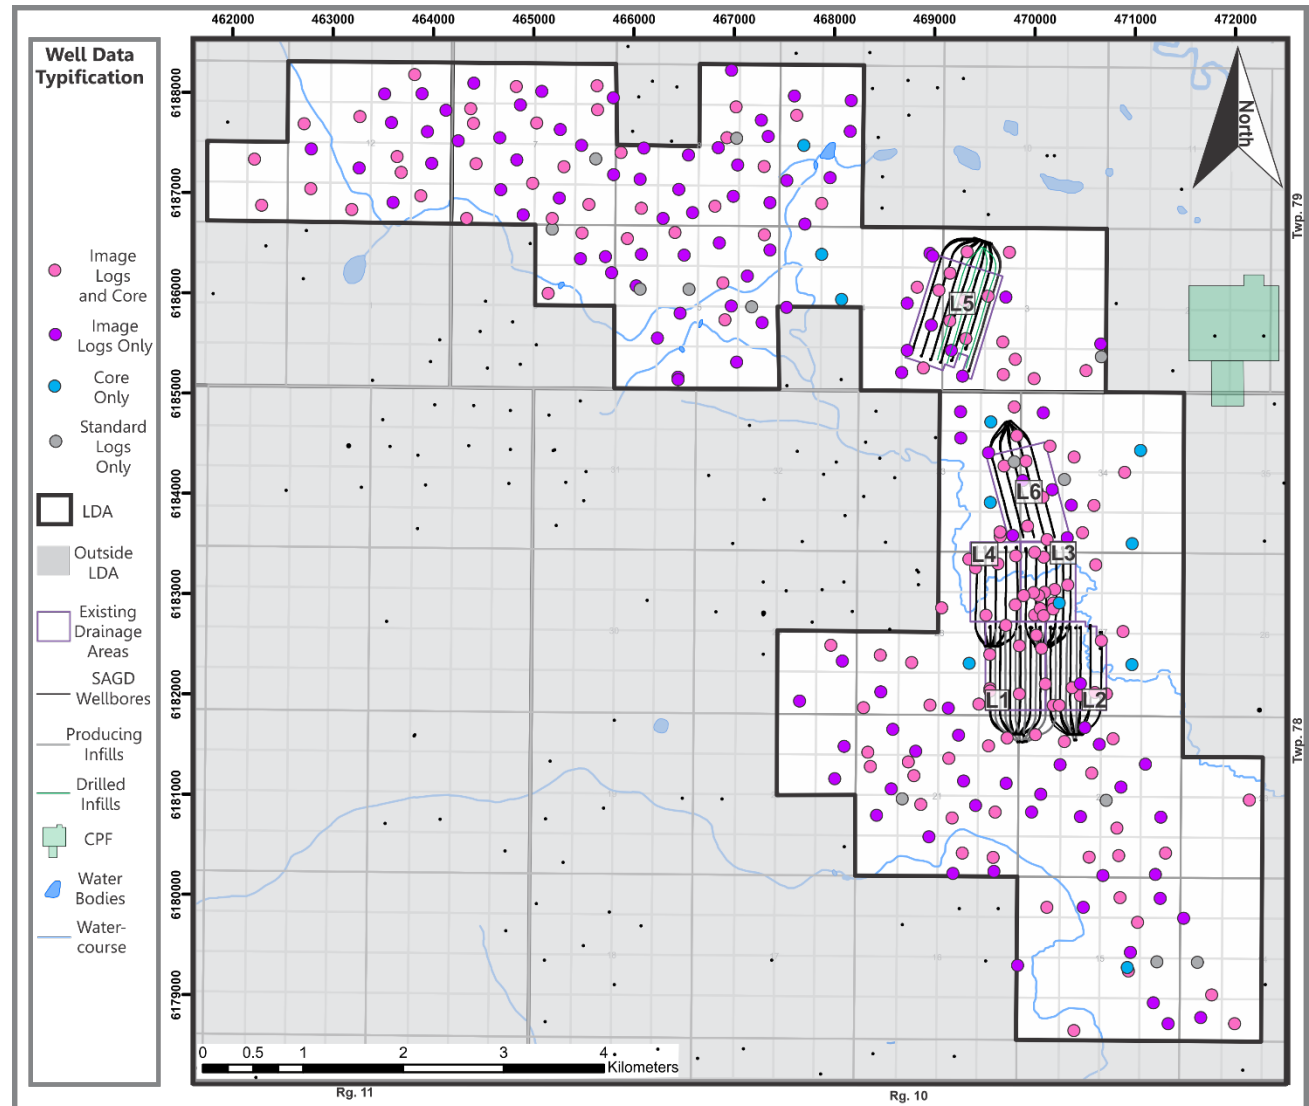 462000 463000 464000 465000 466000 467000 468000 469000 470000 471000 472000
Well Data
Typification
Image
Logs
and Core
Image
Logs Only
Core
Only
Standard
Logs
Only
LDA
Outside
LDA
Existing
Drainage
Areas
SAGD
Wellbores
Producing
Infills
Drilled
Infills
CPF
Water
Bodies
Water-
course
6188000
6187000
6186000
6185000
6184000
6183000
6182000
6181000
6180000
6179000
North
Twp. 79
Twp. 78
L5
L6
L4
L3
L1
L2
0 0.5 1 2 3 4
Kilometers
Rg. 11
Rg. 10